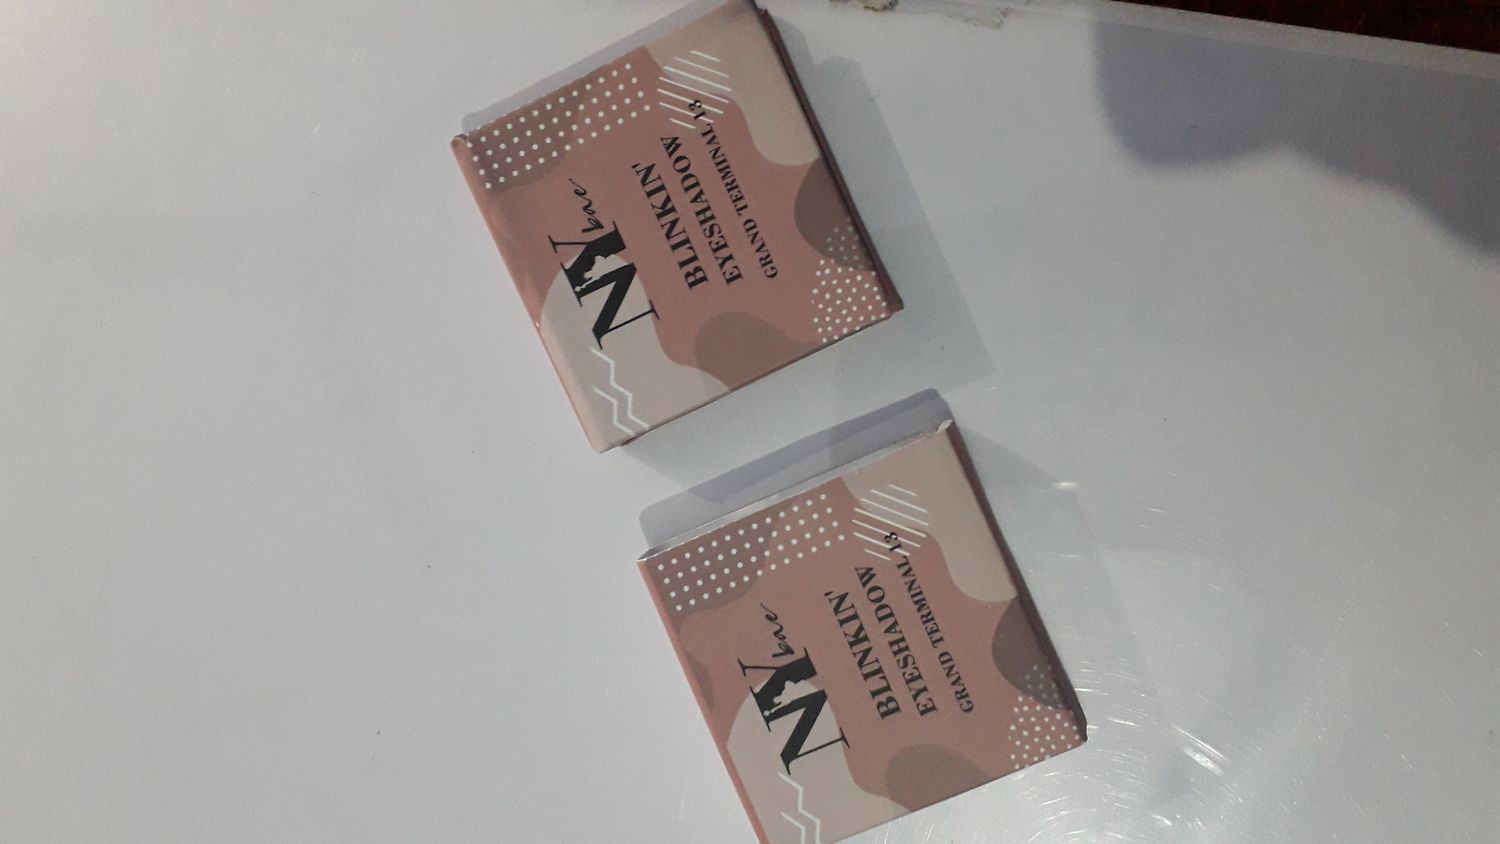 NY bae
BLINKIN'
EYESHADOW
GRAND TERMINAL, 13
NY bae
BLINKIN'
EYESHADOW
GRAND TERMINAL, 13